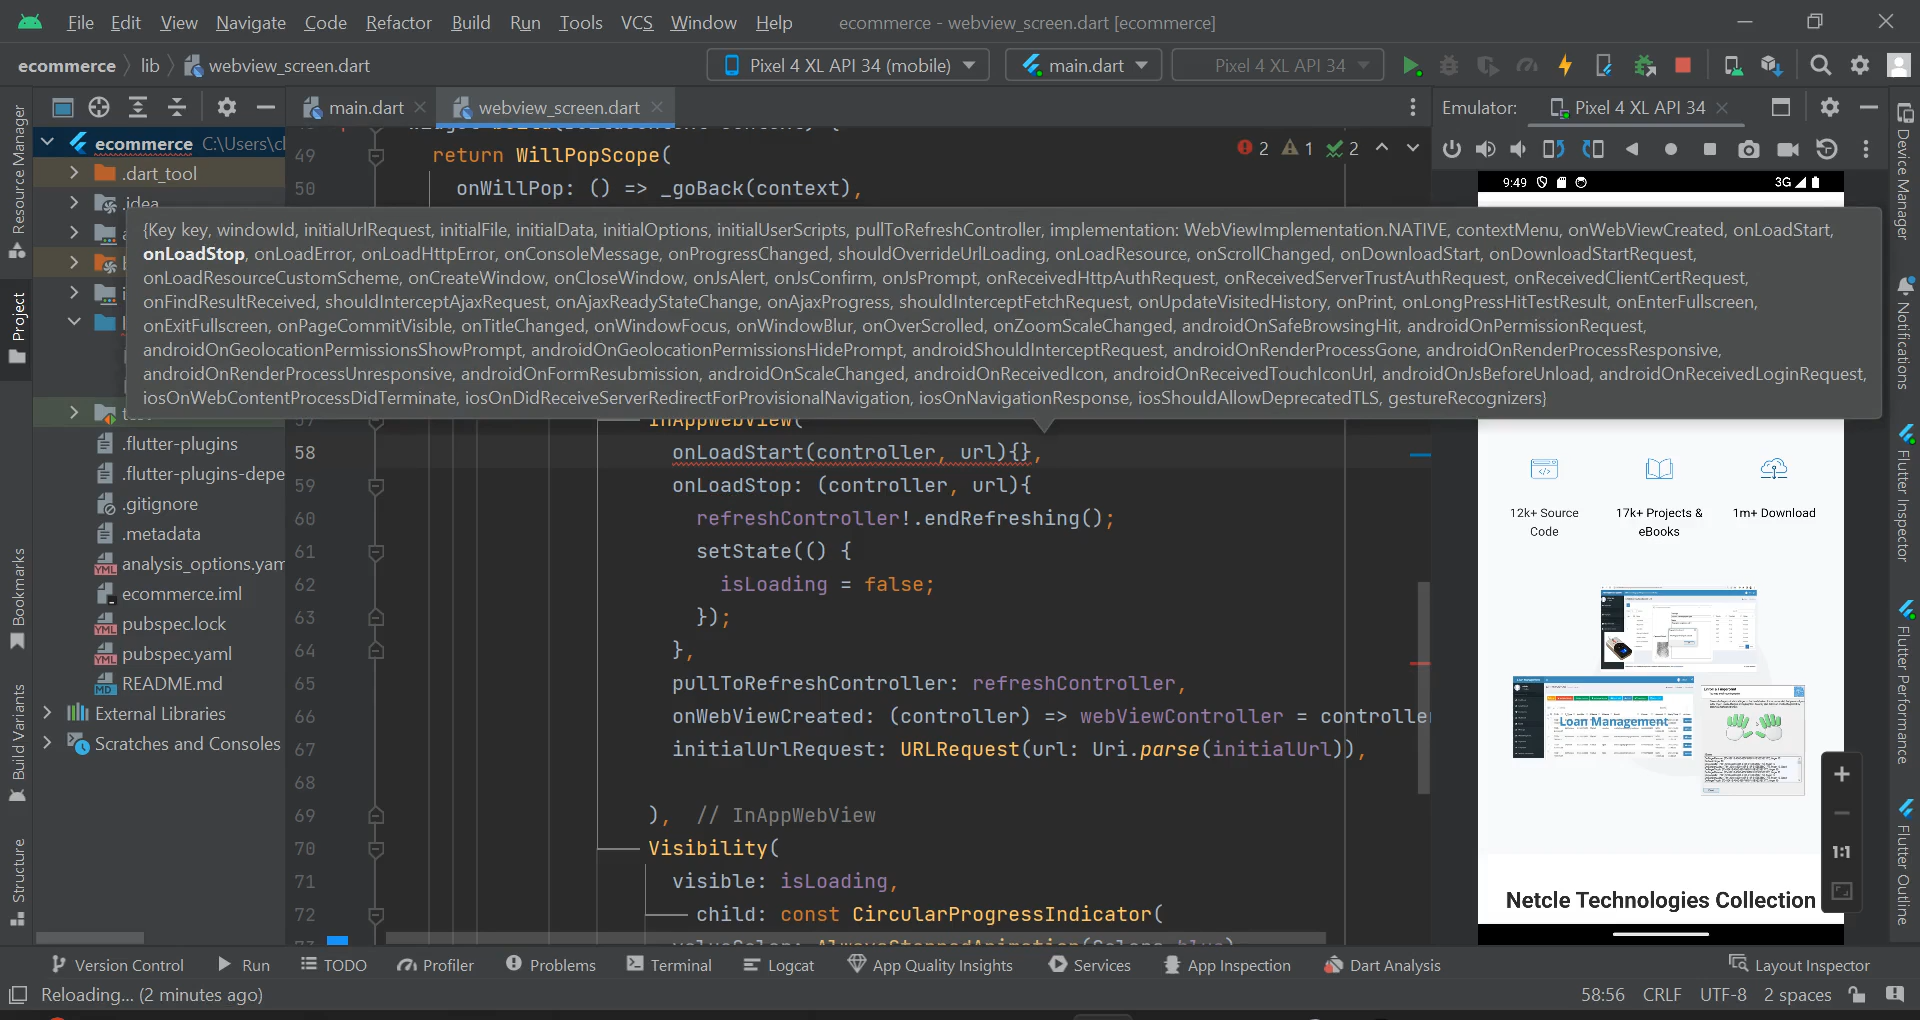 File Edit View Navigate Code Refactor Build Run Tools VCS Window Help ecommerce - webview_screen.dart [ecommerce]
ecommerce lib webview_screen.dart Pixel 4 XL API 34 (mobile) main.dart Pixel 4 XL API 34
main.dart webview_screen.dart Emulator: Pixel 4 XL API 34
Resource Manager
Project
Bookmarks
Build Variants
Structure
ecommerce C:\Users\cl
.dart_tool
.idea
.flutter-plugins
.flutter-plugins-depe
.gitignore
.metadata
analysis_options.yam
ecommerce.iml
pubspec.lock
pubspec.yaml
README.md
External Libraries
Scratches and Consoles
2 1 2
49 return WillPopScope(
50 onWillPop: () => _goBack(context),
{Key key, windowId, initialUrlRequest, initialFile, initialData, initialOptions, initialUserScripts, pullToRefreshController, implementation: WebViewImplementation.NATIVE, contextMenu, onWebViewCreated, onLoadStart,
onLoadStop, onLoadError, onLoadHttpError, onConsoleMessage, onProgressChanged, shouldOverrideUrlLoading, onLoadResource, onScrollChanged, onDownloadStart, onDownloadStartRequest,
onLoadResourceCustomScheme, onCreateWindow, onCloseWindow, onJsAlert, onJsConfirm, onJsPrompt, onReceivedHttpAuthRequest, onReceivedServerTrustAuthRequest, onReceivedClientCertRequest,
onFindResultReceived, shouldInterceptAjaxRequest, onAjaxReadyStateChange, onAjaxProgress, shouldInterceptFetchRequest, onUpdateVisitedHistory, onPrint, onLongPressHitTestResult, onEnterFullscreen,
onExitFullscreen, onPageCommitVisible, onTitleChanged, onWindowFocus, onWindowBlur, onOverScrolled, onZoomScaleChanged, androidOnSafeBrowsingHit, androidOnPermissionRequest,
androidOnGeolocationPermissionsShowPrompt, androidOnGeolocationPermissionsHidePrompt, androidShouldInterceptRequest, androidOnRenderProcessGone, androidOnRenderProcessResponsive,
androidOnRenderProcessUnresponsive, androidOnFormResubmission, androidOnScaleChanged, androidOnReceivedIcon, androidOnReceivedTouchIconUrl, androidOnJsBeforeUnload, androidOnReceivedLoginRequest,
iosOnWebContentProcessDidTerminate, iosOnDidReceiveServerRedirectForProvisionalNavigation, iosOnNavigationResponse, iosShouldAllowDeprecatedTLS, gestureRecognizers}
InAppWebView(
58 onLoadStart(controller, url){},
59 onLoadStop: (controller, url){
60 refreshController!.endRefreshing();
61 setState(() {
62 isLoading = false;
63 });
64 },
65 pullToRefreshController: refreshController,
66 onWebViewCreated: (controller) => webViewController = controlle
67 initialUrlRequest: URLRequest(url: Uri.parse(initialUrl)),
68
69 ), // InAppWebView
70 Visibility(
71 visible: isLoading,
72 child: const CircularProgressIndicator(
9:49 3G
12k+ Source Code
17k+ Projects & eBooks
1m+ Download
Loan Management
Netcle Technologies Collection
1:1
Device Manager
Notifications
Flutter Inspector
Flutter Performance
Flutter Outline
Version Control Run TODO Profiler Problems Terminal Logcat App Quality Insights Services App Inspection Dart Analysis Layout Inspector
Reloading... (2 minutes ago) 58:56 CRLF UTF-8 2 spaces